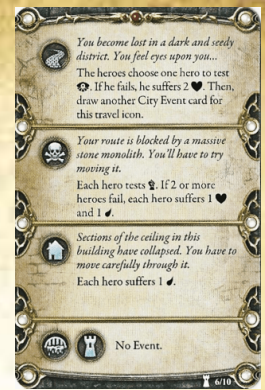 You become lost in a dark and seedy
district. You feel eyes upon you...
The heroes choose one hero to test
. If he fails, he suffers 2 . Then,
draw another City Event card for
this travel icon.
Your route is blocked by a massive
stone monolith. You'll have to try
moving it.
Each hero tests . If 2 or more
heroes fail, each hero suffers 1
and 1 .
Sections of the ceiling in this
building have collapsed. You have to
move carefully through it.
Each hero suffers 1 .
No Event.
6/10